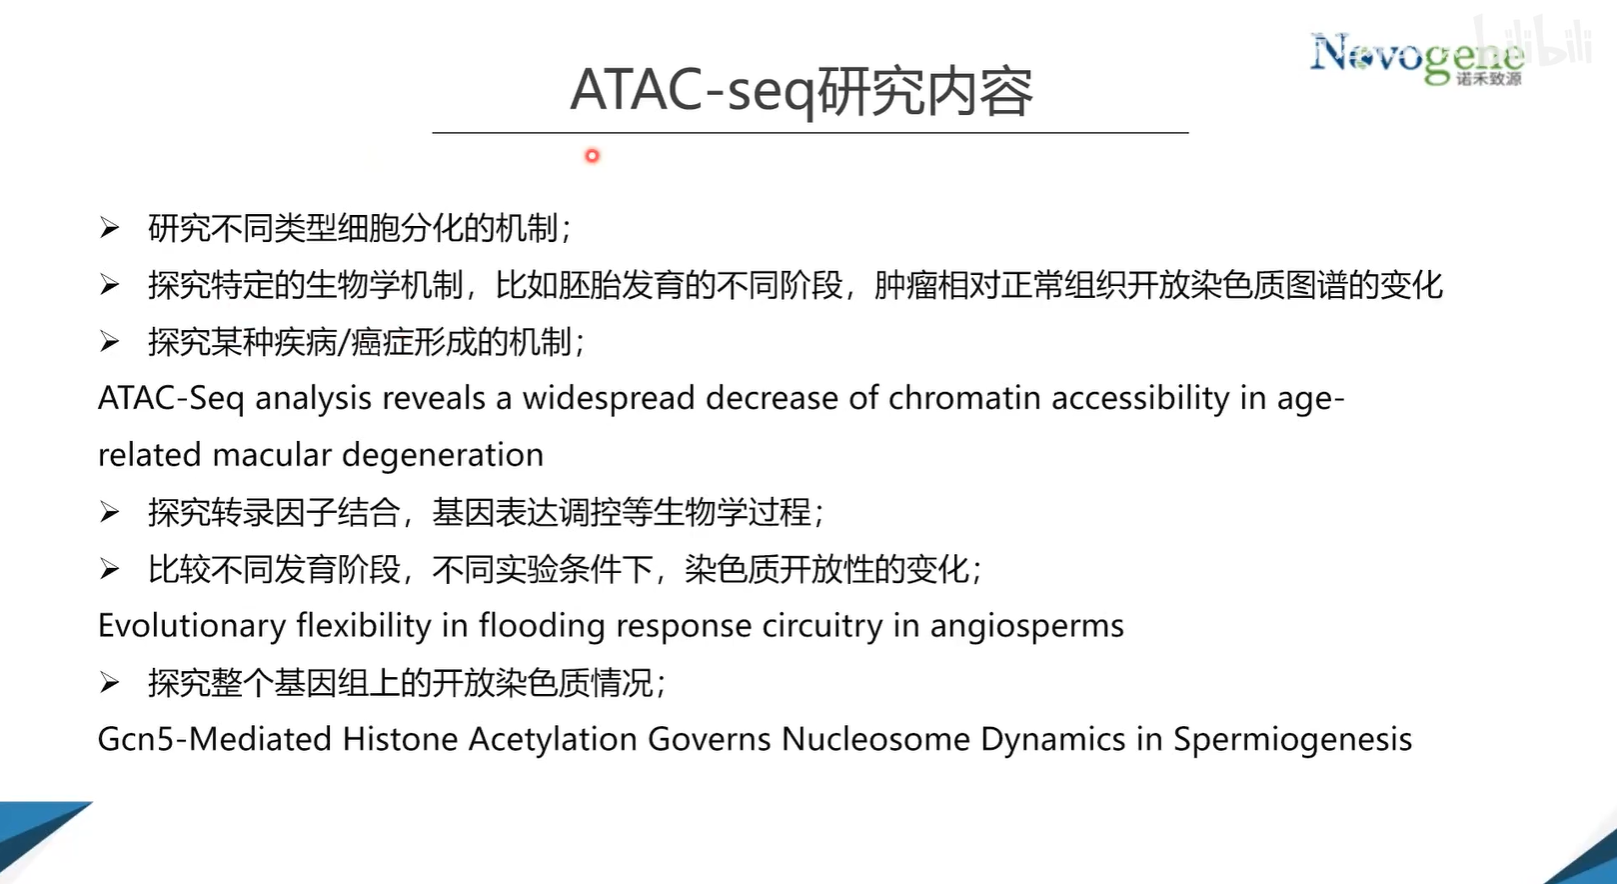 bilibili
Novogene
诺禾致源
ATAC-seq研究内容
➢ 研究不同类型细胞分化的机制；
➢ 探究特定的生物学机制，比如胚胎发育的不同阶段，肿瘤相对正常组织开放染色质图谱的变化
➢ 探究某种疾病/癌症形成的机制；
ATAC-Seq analysis reveals a widespread decrease of chromatin accessibility in age-
related macular degeneration
➢ 探究转录因子结合，基因表达调控等生物学过程；
➢ 比较不同发育阶段，不同实验条件下，染色质开放性的变化；
Evolutionary flexibility in flooding response circuitry in angiosperms
➢ 探究整个基因组上的开放染色质情况；
Gcn5-Mediated Histone Acetylation Governs Nucleosome Dynamics in Spermiogenesis